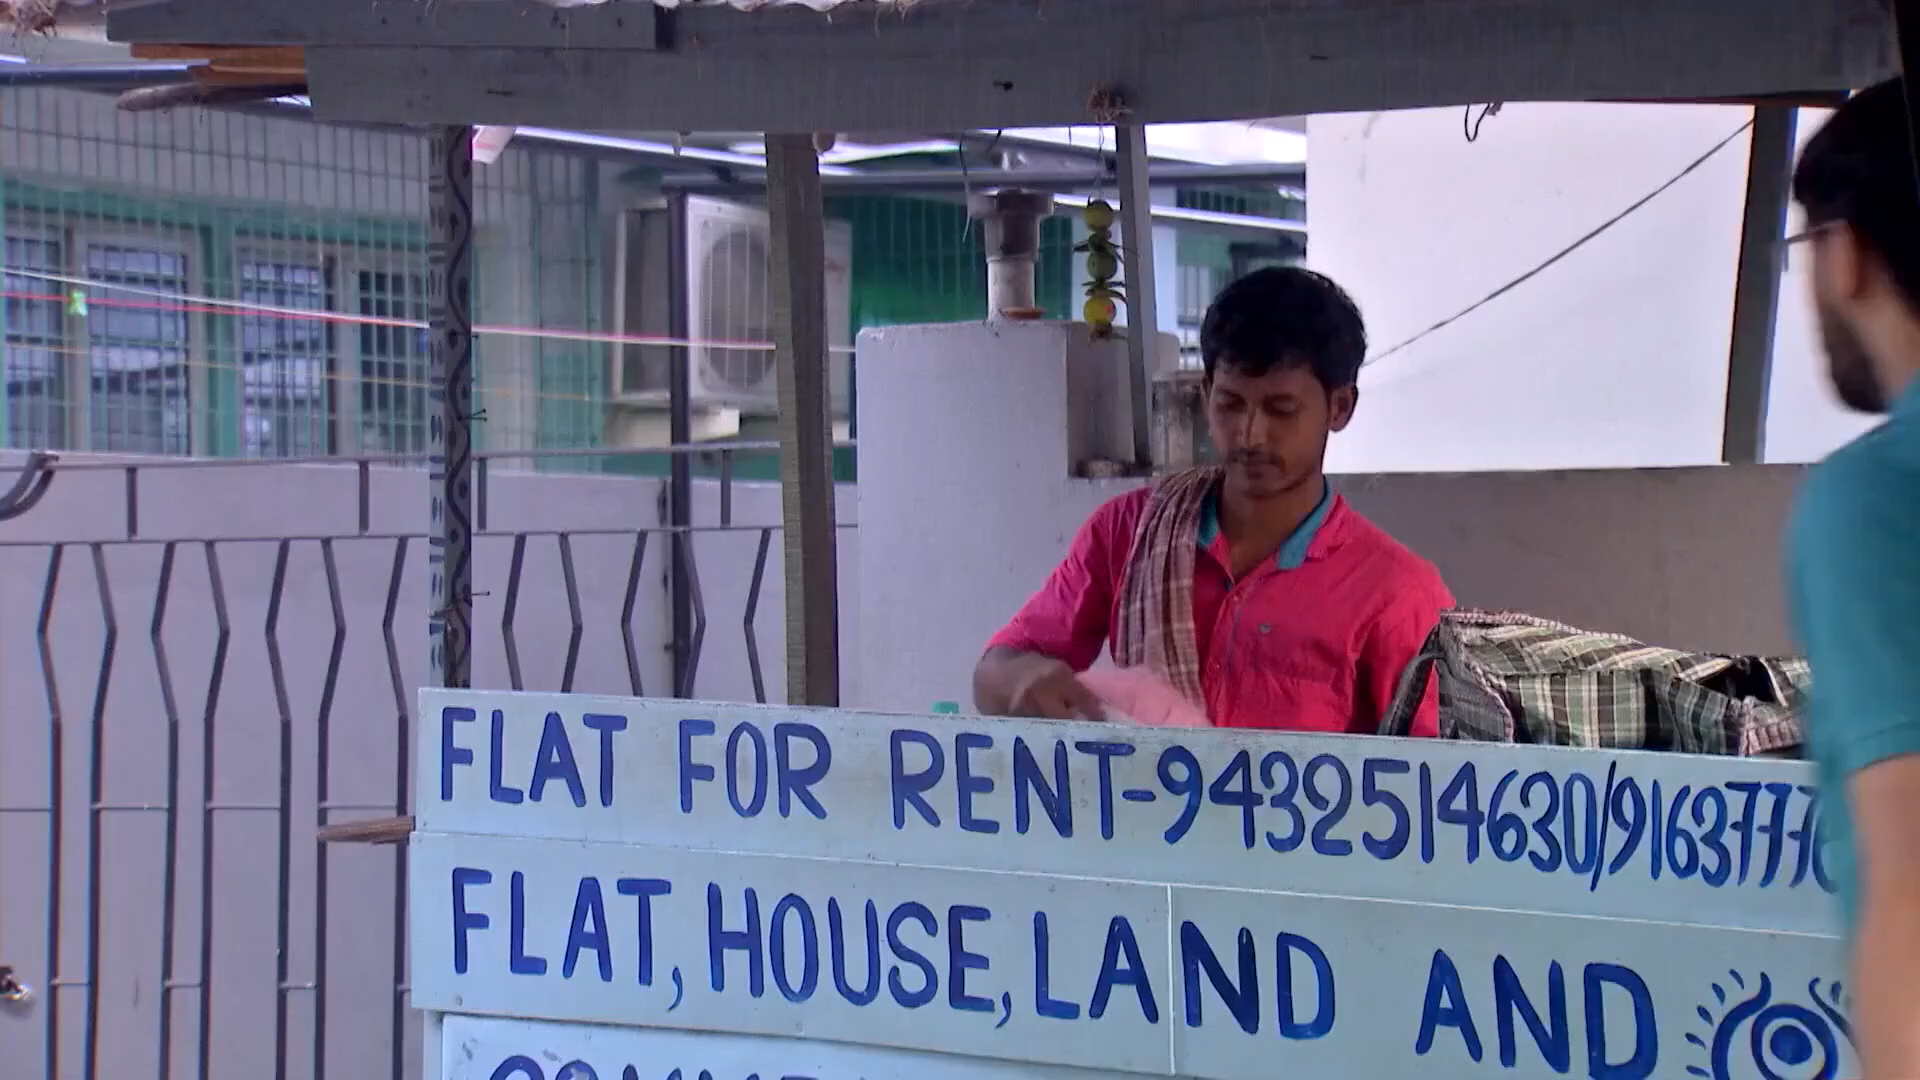 FLAT FOR RENT-9432514630/9163777
FLAT, HOUSE, LAND AND